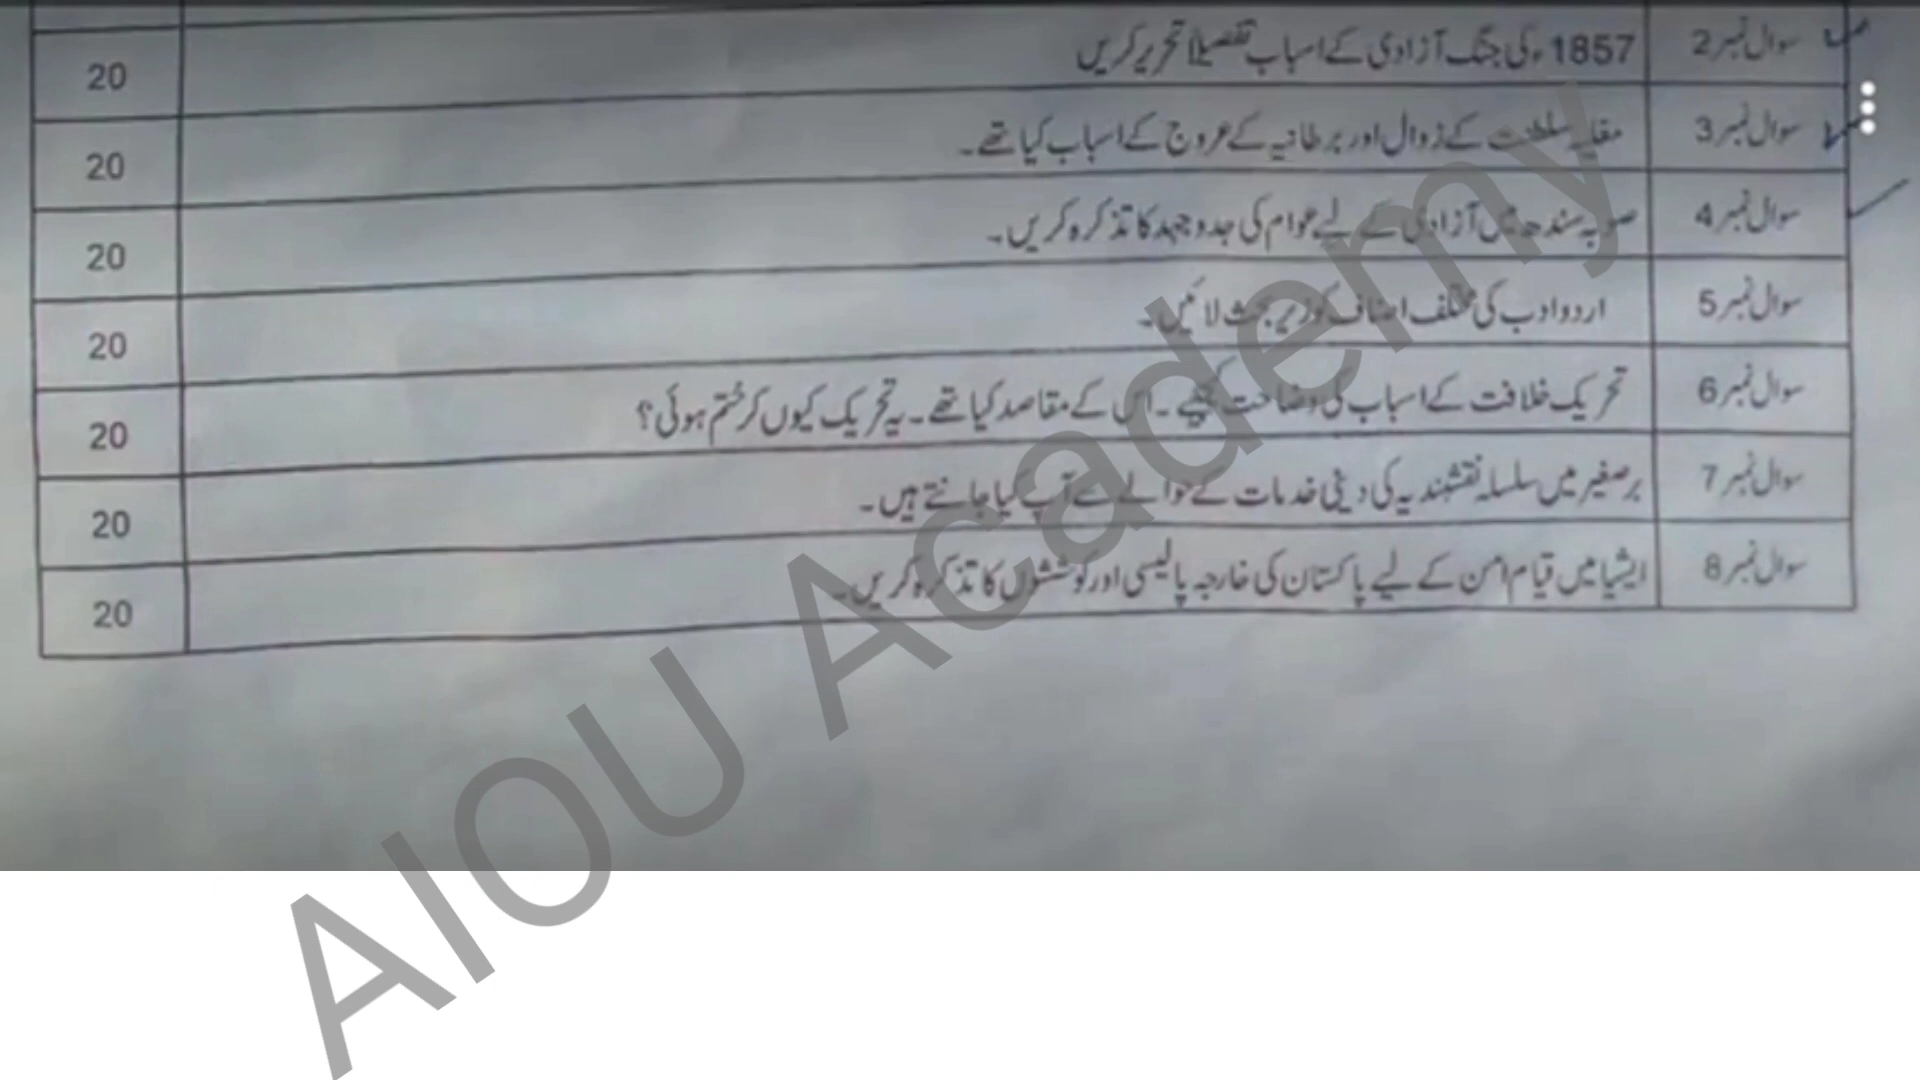 سوال نمبر 2 1857ء کی جنگ آزادی کے اسباب تفصیلاً تحریر کریں 20
سوال نمبر 3 مغلیہ سلطنت کے زوال اور برطانیہ کے عروج کے اسباب کیا تھے۔ 20
سوال نمبر 4 صوبہ سندھ میں آزادی کے لیے عوام کی جدوجہد کا تذکرہ کریں۔ 20
سوال نمبر 5 اردو ادب کی مختلف اصناف کو زیر بحث لائیں۔ 20
سوال نمبر 6 تحریک خلافت کے اسباب کی وضاحت کیجیے۔ اس کے مقاصد کیا تھے۔ یہ تحریک کیوں کر ختم ہوئی؟ 20
سوال نمبر 7 برصغیر میں سلسلہ نقشبندیہ کی دینی خدمات کے حوالے سے آپ کیا جانتے ہیں۔ 20
سوال نمبر 8 ایشیا میں قیام امن کے لیے پاکستان کی خارجہ پالیسی اور کوششوں کا تذکرہ کریں۔ 20
AIOU Academy